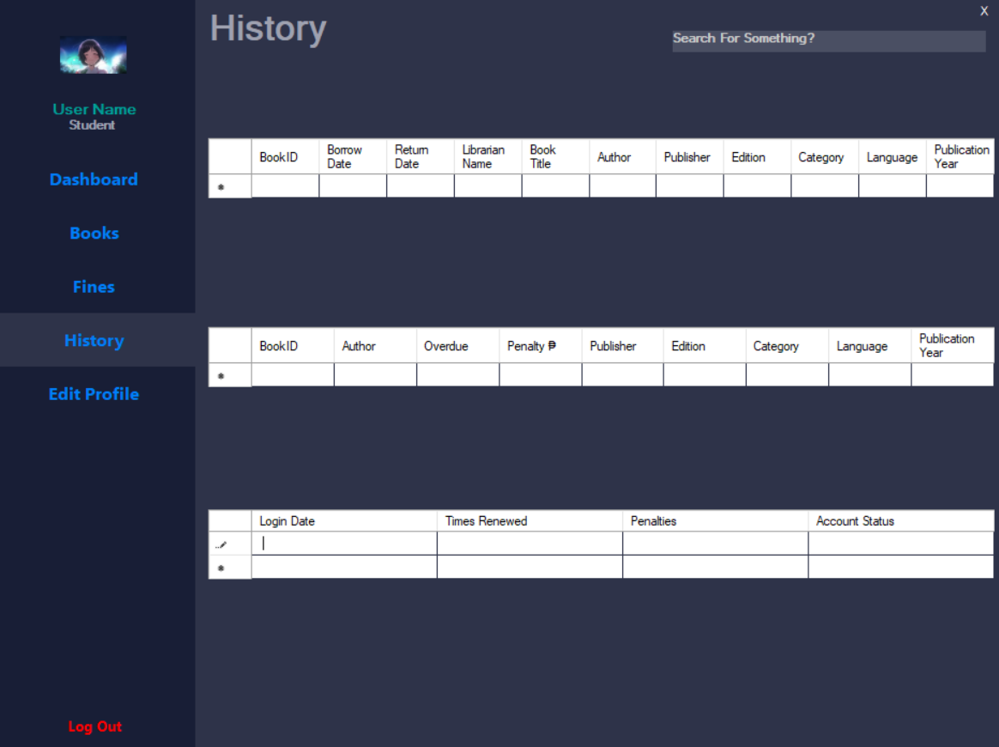 X
History
Search For Something?
User Name
Student
Dashboard
Books
Fines
History
Edit Profile
Log Out
BookID Borrow Date Return Date Librarian Name Book Title Author Publisher Edition Category Language Publication Year
BookID Author Overdue Penalty ₱ Publisher Edition Category Language Publication Year
Login Date Times Renewed Penalties Account Status